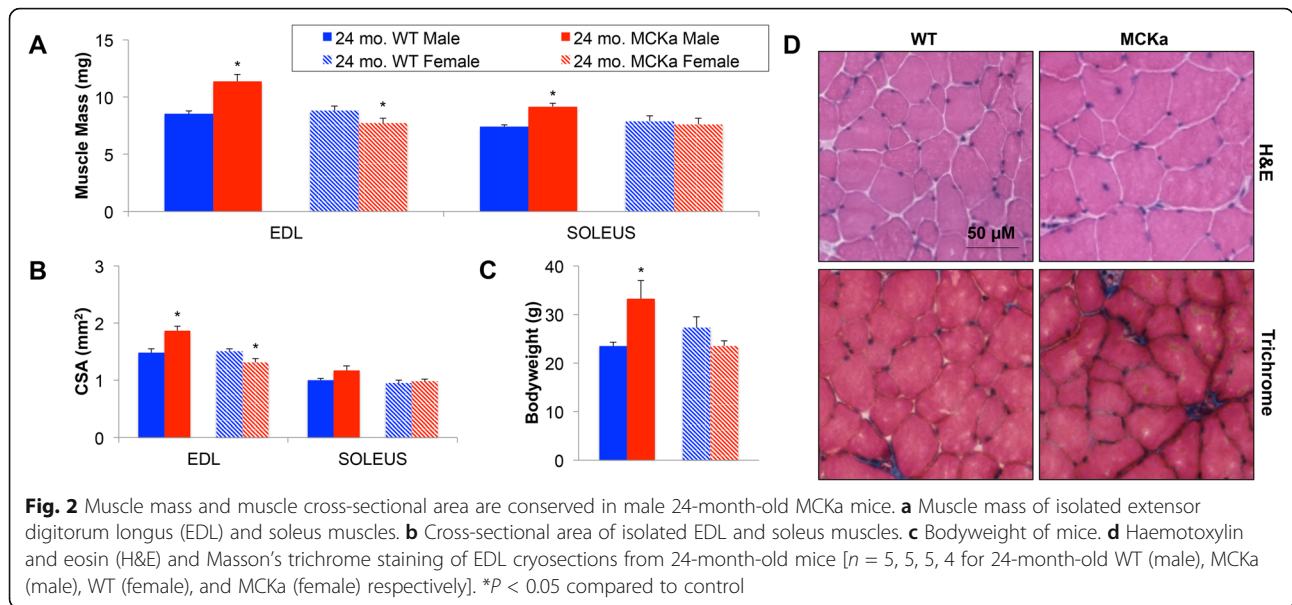 A
24 mo. WT Male
24 mo. MCKa Male
24 mo. WT Female
24 mo. MCKa Female
Muscle Mass (mg)
15
10
5
0
*
*
*
EDL
SOLEUS
B
CSA (mm²)
3
2
1
0
*
*
EDL
SOLEUS
C
Bodyweight (g)
40
30
20
10
0
*
D
WT
MCKa
H&E
50 µM
Trichrome
Fig. 2 Muscle mass and muscle cross-sectional area are conserved in male 24-month-old MCKa mice. a Muscle mass of isolated extensor
digitorum longus (EDL) and soleus muscles. b Cross-sectional area of isolated EDL and soleus muscles. c Bodyweight of mice. d Haemotoxylin
and eosin (H&E) and Masson's trichrome staining of EDL cryosections from 24-month-old mice [n = 5, 5, 5, 4 for 24-month-old WT (male), MCKa
(male), WT (female), and MCKa (female) respectively]. *P < 0.05 compared to control